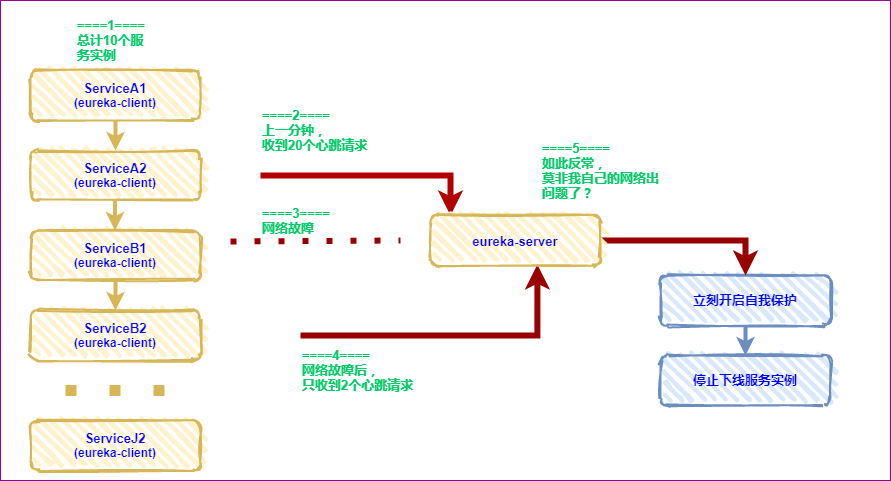 ====1====
总计10个服
务实例
ServiceA1
(eureka-client)
ServiceA2
(eureka-client)
ServiceB1
(eureka-client)
ServiceB2
(eureka-client)
ServiceJ2
(eureka-client)
====2====
上一分钟，
收到20个心跳请求
====3====
网络故障
====4====
网络故障后，
只收到2个心跳请求
eureka-server
====5====
如此反常，
莫非我自己的网络出
问题了？
立刻开启自我保护
停止下线服务实例